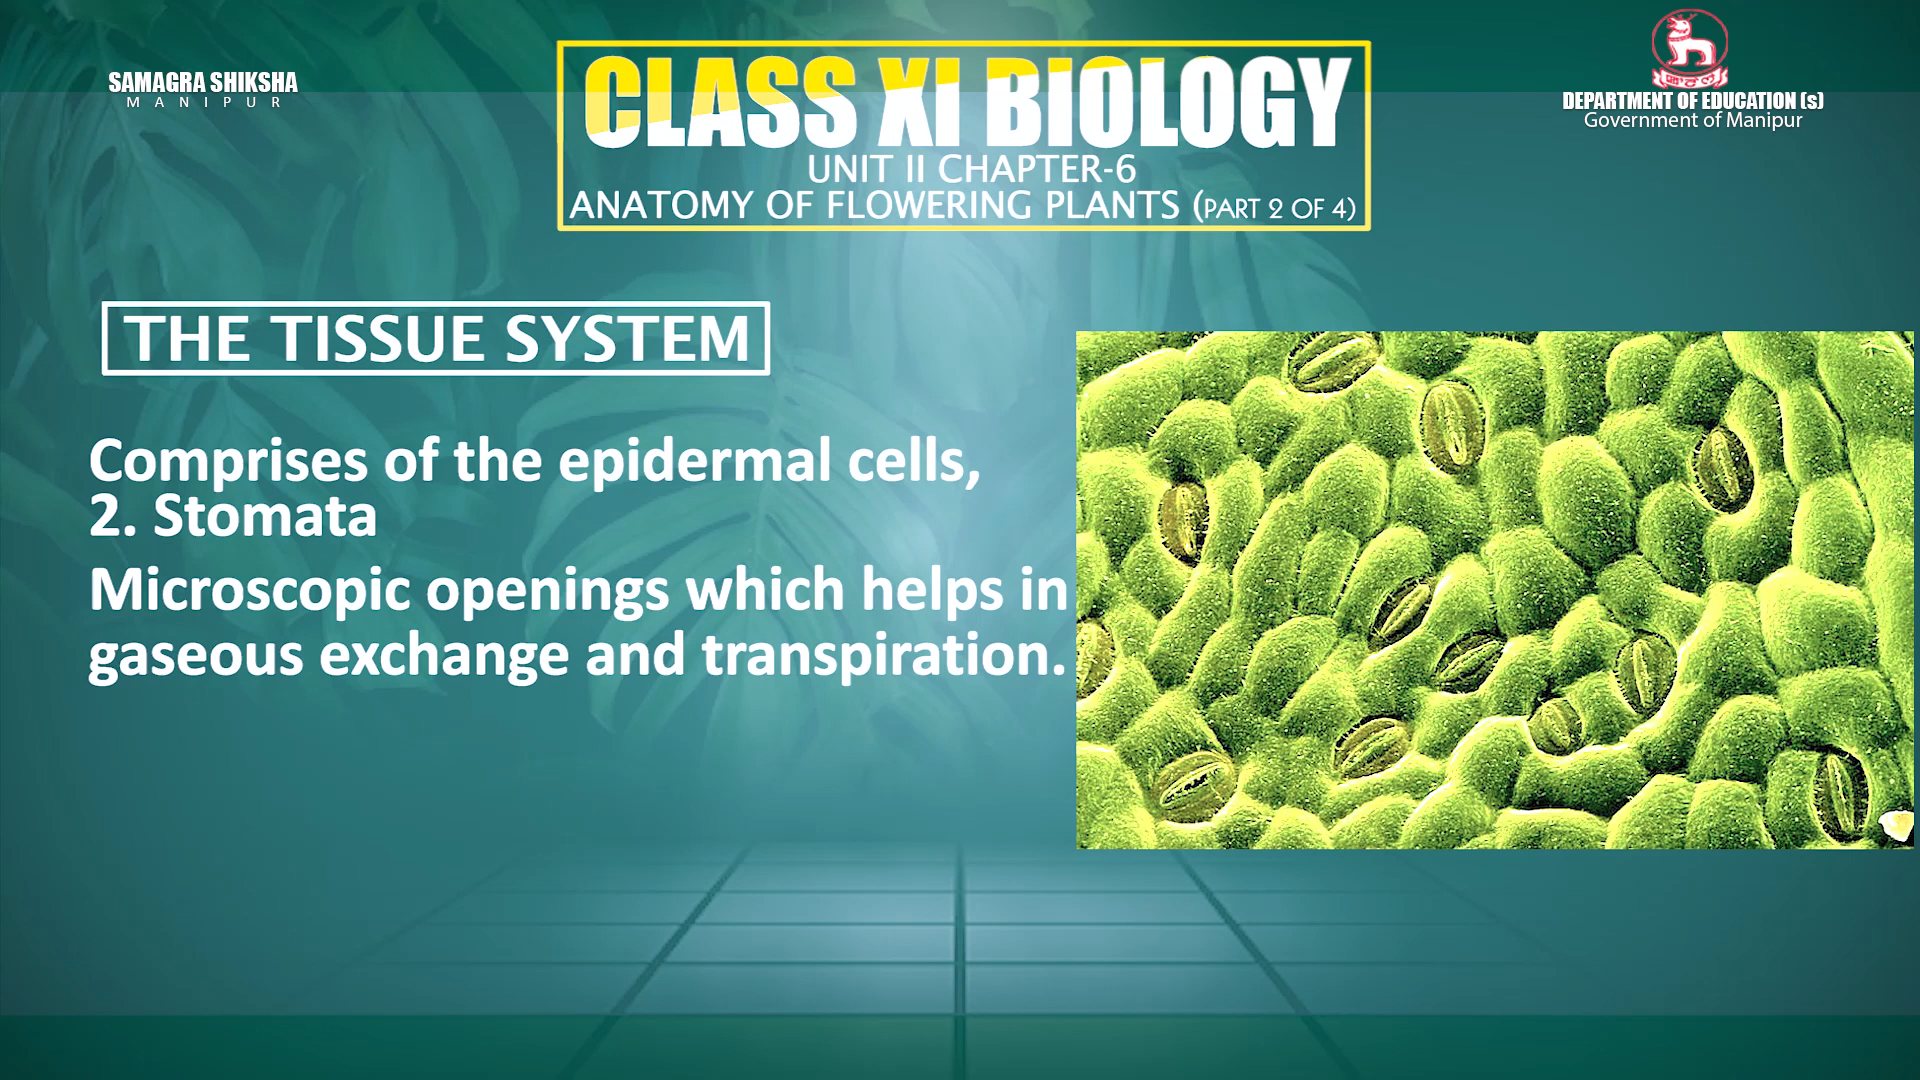 SAMAGRA SHIKSHA
MANIPUR
CLASS XI BIOLOGY
UNIT II CHAPTER-6
ANATOMY OF FLOWERING PLANTS (PART 2 OF 4)
DEPARTMENT OF EDUCATION (s)
Government of Manipur
THE TISSUE SYSTEM
Comprises of the epidermal cells,
2. Stomata
Microscopic openings which helps in
gaseous exchange and transpiration.